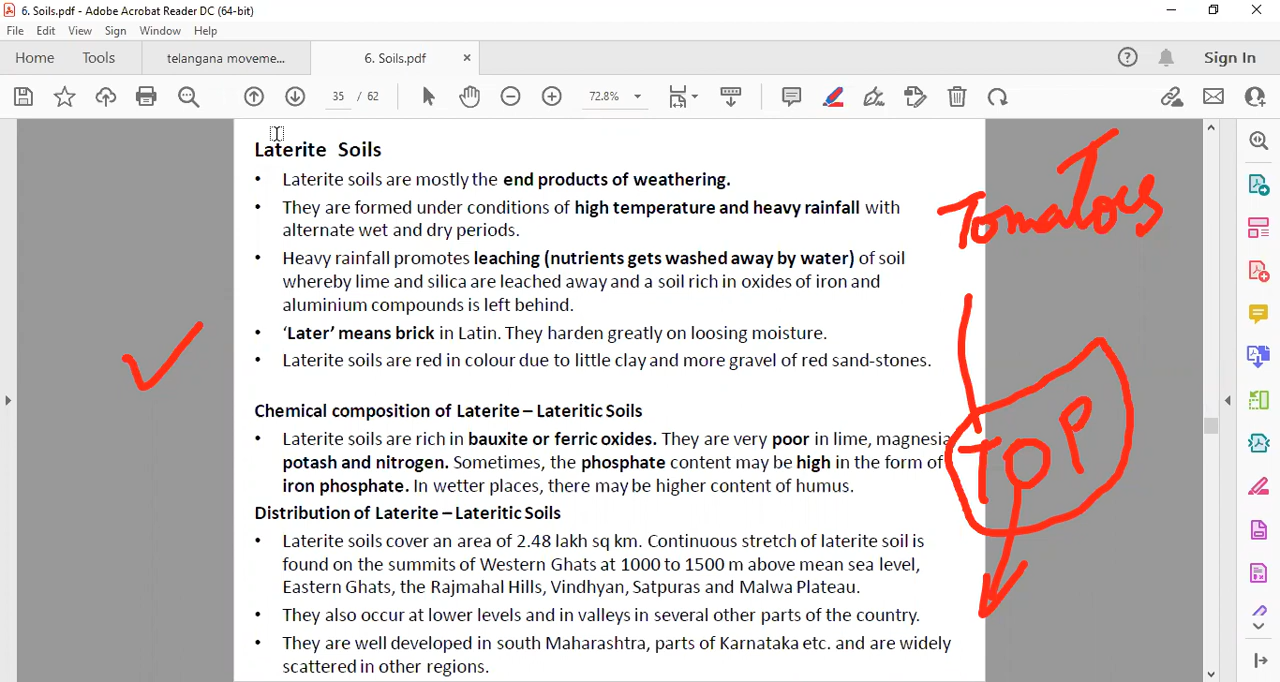 6. Soils.pdf - Adobe Acrobat Reader DC (64-bit)
File Edit View Sign Window Help
Home Tools telangana moveme... 6. Soils.pdf × Sign In
35 / 62 72.8%
Laterite Soils
• Laterite soils are mostly the end products of weathering.
• They are formed under conditions of high temperature and heavy rainfall with
alternate wet and dry periods.
• Heavy rainfall promotes leaching (nutrients gets washed away by water) of soil
whereby lime and silica are leached away and a soil rich in oxides of iron and
aluminium compounds is left behind.
• ‘Later’ means brick in Latin. They harden greatly on loosing moisture.
• Laterite soils are red in colour due to little clay and more gravel of red sand-stones.
Chemical composition of Laterite – Lateritic Soils
• Laterite soils are rich in bauxite or ferric oxides. They are very poor in lime, magnesia
potash and nitrogen. Sometimes, the phosphate content may be high in the form of
iron phosphate. In wetter places, there may be higher content of humus.
Distribution of Laterite – Lateritic Soils
• Laterite soils cover an area of 2.48 lakh sq km. Continuous stretch of laterite soil is
found on the summits of Western Ghats at 1000 to 1500 m above mean sea level,
Eastern Ghats, the Rajmahal Hills, Vindhyan, Satpuras and Malwa Plateau.
• They also occur at lower levels and in valleys in several other parts of the country.
• They are well developed in south Maharashtra, parts of Karnataka etc. and are widely
scattered in other regions.
Tomatoes
TOP